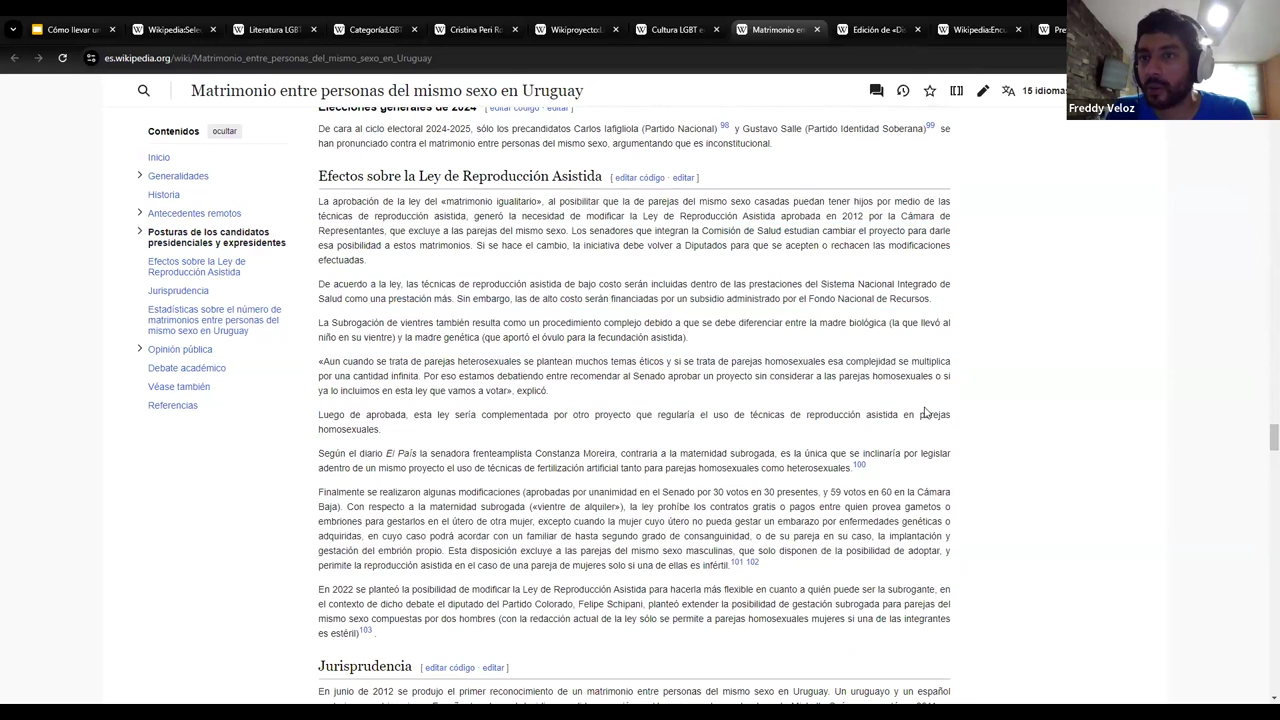 Cómo llevar un
Wikipedia:Sele
Literatura LGBT
Categoría:LGBT
Cristina Peri Ro
Wikiproyecto:L
Cultura LGBT e
Matrimonio en
Edición de «Di
Wikipedia:Encu
Pre
es.wikipedia.org/wiki/Matrimonio_entre_personas_del_mismo_sexo_en_Uruguay
Freddy Veloz
Matrimonio entre personas del mismo sexo en Uruguay
15 idiomas
Contenidos ocultar
Inicio
Generalidades
Historia
Antecedentes remotos
Posturas de los candidatos
presidenciales y expresidentes
Efectos sobre la Ley de
Reproducción Asistida
Jurisprudencia
Estadísticas sobre el número de
matrimonios entre personas del
mismo sexo en Uruguay
Opinión pública
Debate académico
Véase también
Referencias
Elecciones generales de 2024 [ editar código · editar ]
De cara al ciclo electoral 2024-2025, sólo los precandidatos Carlos Iafigliola (Partido Nacional) 98 y Gustavo Salle (Partido Identidad Soberana)99 se
han pronunciado contra el matrimonio entre personas del mismo sexo, argumentando que es inconstitucional.
Efectos sobre la Ley de Reproducción Asistida [ editar código · editar ]
La aprobación de la ley del «matrimonio igualitario», al posibilitar que la de parejas del mismo sexo casadas puedan tener hijos por medio de las
técnicas de reproducción asistida, generó la necesidad de modificar la Ley de Reproducción Asistida aprobada en 2012 por la Cámara de
Representantes, que excluye a las parejas del mismo sexo. Los senadores que integran la Comisión de Salud estudian cambiar el proyecto para darle
esa posibilidad a estos matrimonios. Si se hace el cambio, la iniciativa debe volver a Diputados para que se acepten o rechacen las modificaciones
efectuadas.
De acuerdo a la ley, las técnicas de reproducción asistida de bajo costo serán incluidas dentro de las prestaciones del Sistema Nacional Integrado de
Salud como una prestación más. Sin embargo, las de alto costo serán financiadas por un subsidio administrado por el Fondo Nacional de Recursos.
La Subrogación de vientres también resulta como un procedimiento complejo debido a que se debe diferenciar entre la madre biológica (la que llevó al
niño en su vientre) y la madre genética (que aportó el óvulo para la fecundación asistida).
«Aun cuando se trata de parejas heterosexuales se plantean muchos temas éticos y si se trata de parejas homosexuales esa complejidad se multiplica
por una cantidad infinita. Por eso estamos debatiendo entre recomendar al Senado aprobar un proyecto sin considerar a las parejas homosexuales o si
ya lo incluimos en esta ley que vamos a votar», explicó.
Luego de aprobada, esta ley sería complementada por otro proyecto que regularía el uso de técnicas de reproducción asistida en parejas
homosexuales.
Según el diario El País la senadora frenteamplista Constanza Moreira, contraria a la maternidad subrogada, es la única que se inclinaría por legislar
adentro de un mismo proyecto el uso de técnicas de fertilización artificial tanto para parejas homosexuales como heterosexuales.100
Finalmente se realizaron algunas modificaciones (aprobadas por unanimidad en el Senado por 30 votos en 30 presentes, y 59 votos en 60 en la Cámara
Baja). Con respecto a la maternidad subrogada («vientre de alquiler»), la ley prohíbe los contratos gratis o pagos entre quien provea gametos o
embriones para gestarlos en el útero de otra mujer, excepto cuando la mujer cuyo útero no pueda gestar un embarazo por enfermedades genéticas o
adquiridas, en cuyo caso podrá acordar con un familiar de hasta segundo grado de consanguinidad, o de su pareja en su caso, la implantación y
gestación del embrión propio. Esta disposición excluye a las parejas del mismo sexo masculinas, que solo disponen de la posibilidad de adoptar, y
perimite la reproducción asistida en el caso de una pareja de mujeres solo si una de ellas es infértil.101 102
En 2022 se planteó la posibilidad de modificar la Ley de Reproducción Asistida para hacerla más flexible en cuanto a quién puede ser la subrogante, en
el contexto de dicho debate el diputado del Partido Colorado, Felipe Schipani, planteó extender la posibilidad de gestación subrogada para parejas del
mismo sexo compuestas por dos hombres (con la redacción actual de la ley sólo se permite a parejas homosexuales mujeres si una de las integrantes
es estéril)103 .
Jurisprudencia [ editar código · editar ]
En junio de 2012 se produjo el primer reconocimiento de un matrimonio entre personas del mismo sexo en Uruguay. Un uruguayo y un español